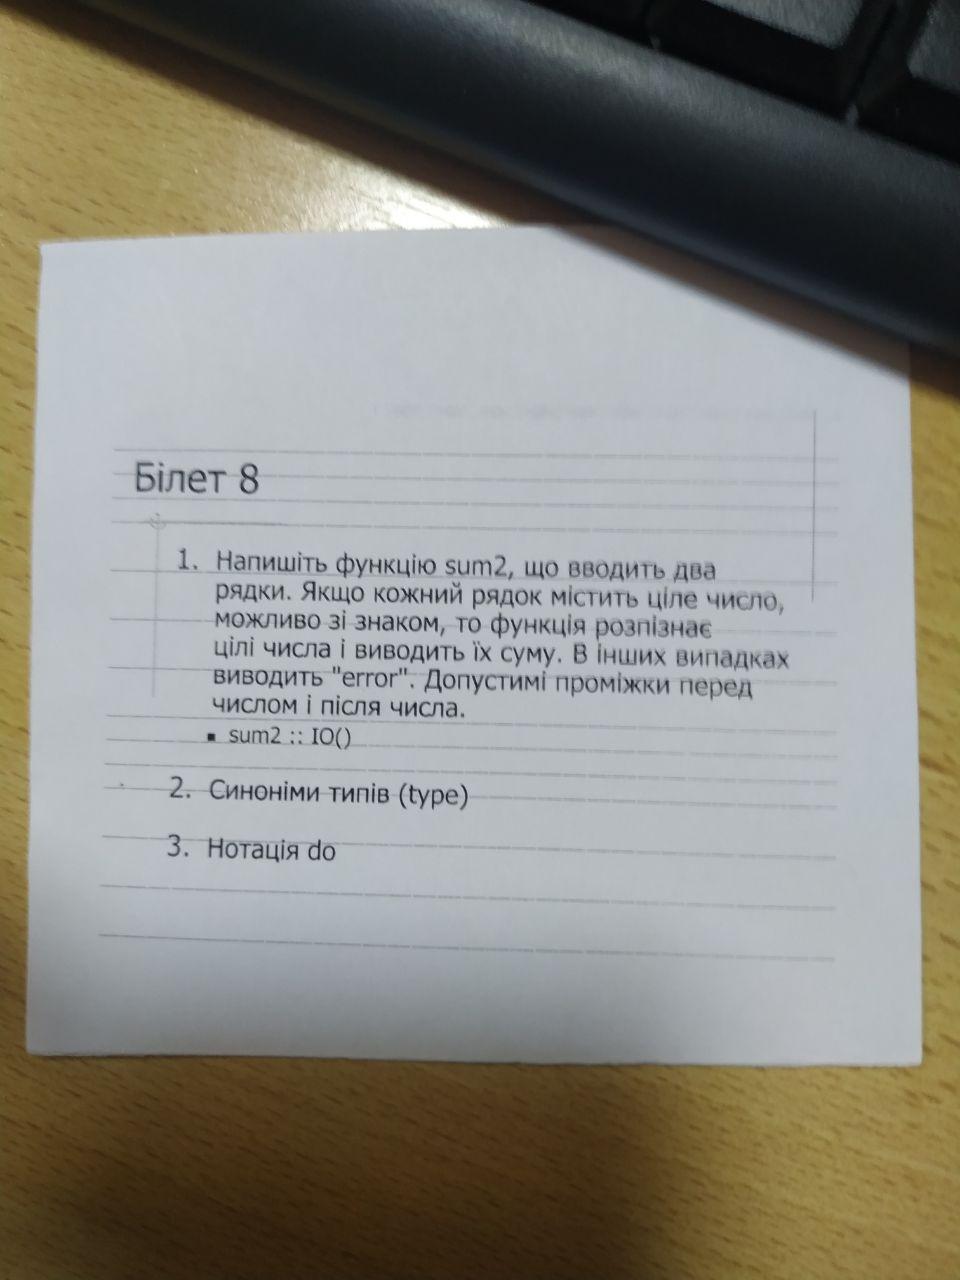 Білет 8
1. Напишіть функцію sum2, що вводить два
рядки. Якщо кожний рядок містить ціле число,
можливо зі знаком, то функція розпізнає
цілі числа і виводить їх суму. В інших випадках
виводить "error". Допустимі проміжки перед
числом і після числа.
▪ sum2 :: IO()
2. Синоніми типів (type)
3. Нотація do